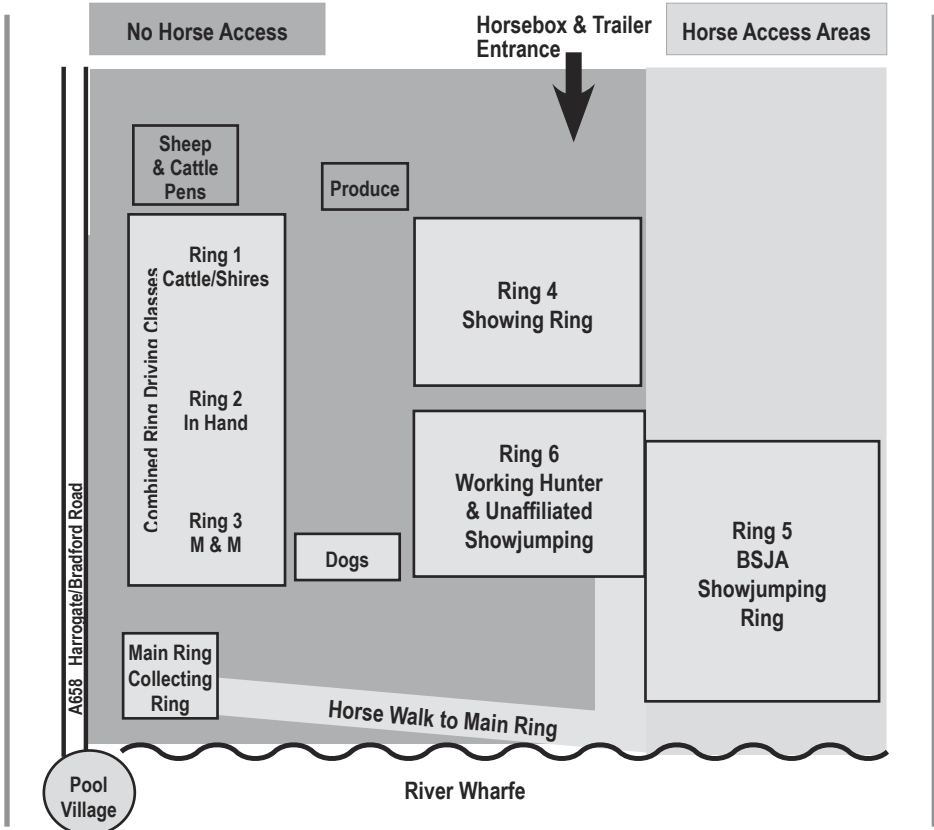 No Horse Access
Horsebox & Trailer
Entrance
Horse Access Areas
Sheep
& Cattle
Pens
Produce
Combined Ring Driving Classes
Ring 1
Cattle/Shires
Ring 2
In Hand
Ring 3
M & M
Ring 4
Showing Ring
Ring 6
Working Hunter
& Unaffiliated
Showjumping
Ring 5
BSJA
Showjumping
Ring
Dogs
Main Ring
Collecting
Ring
Horse Walk to Main Ring
A658 Harrogate/Bradford Road
Pool
Village
River Wharfe